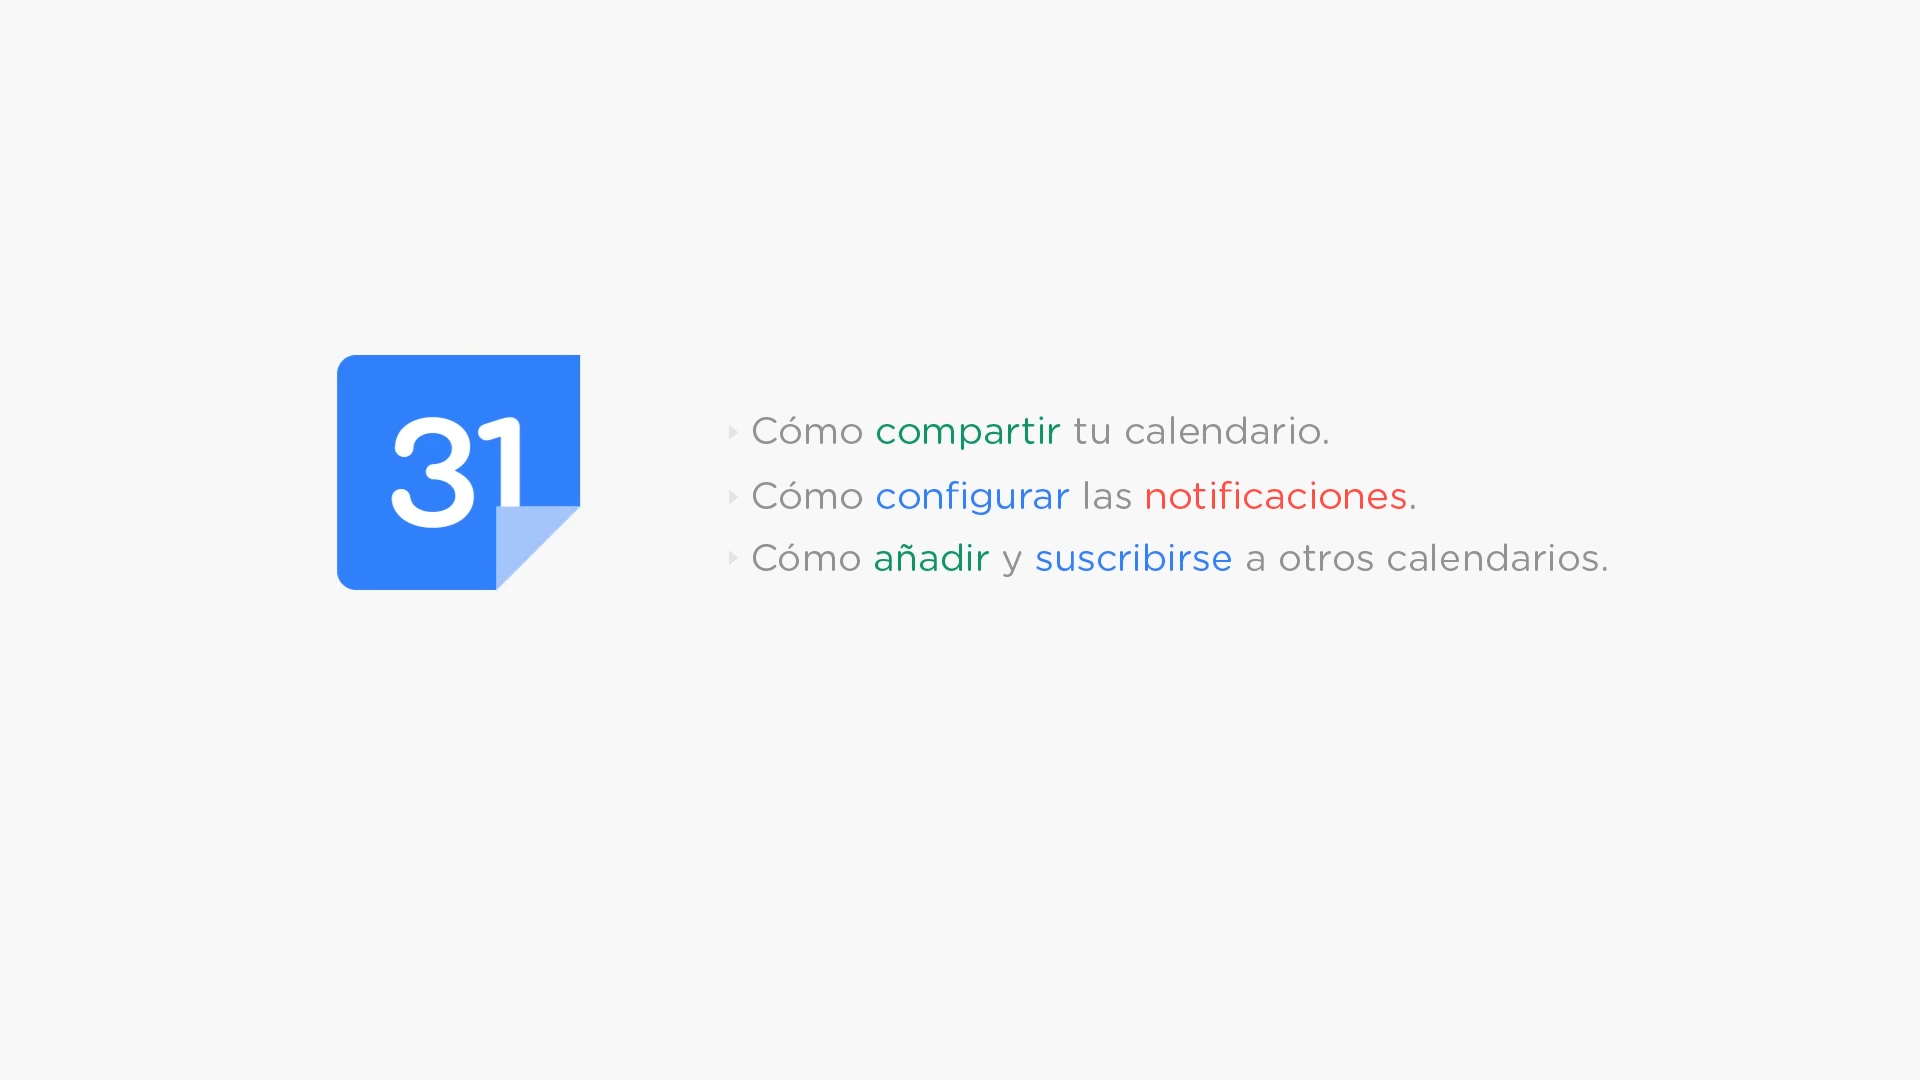 31
Cómo compartir tu calendario.
Cómo configurar las notificaciones.
Cómo añadir y suscribirse a otros calendarios.